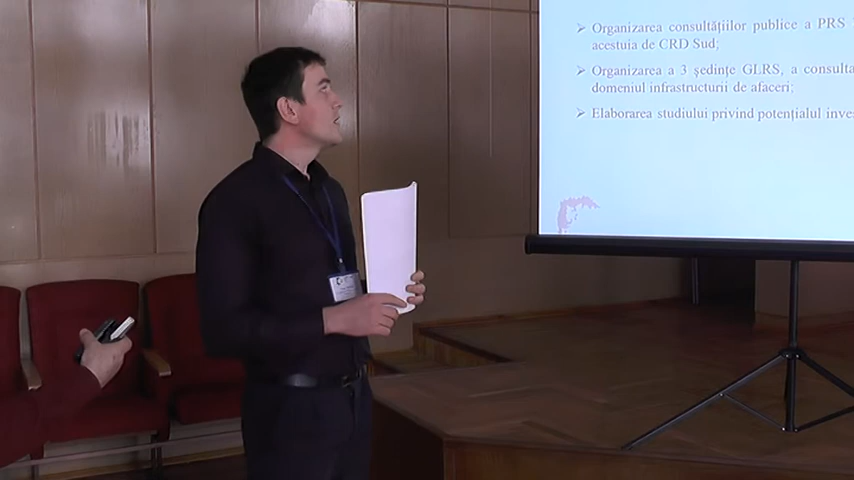 Organizarea consultățiilor publice a PRS
acestuia de CRD Sud;
Organizarea a 3 ședințe GLRS, a consulta
domeniul infrastructurii de afaceri;
Elaborarea studiului privind potențialul inve